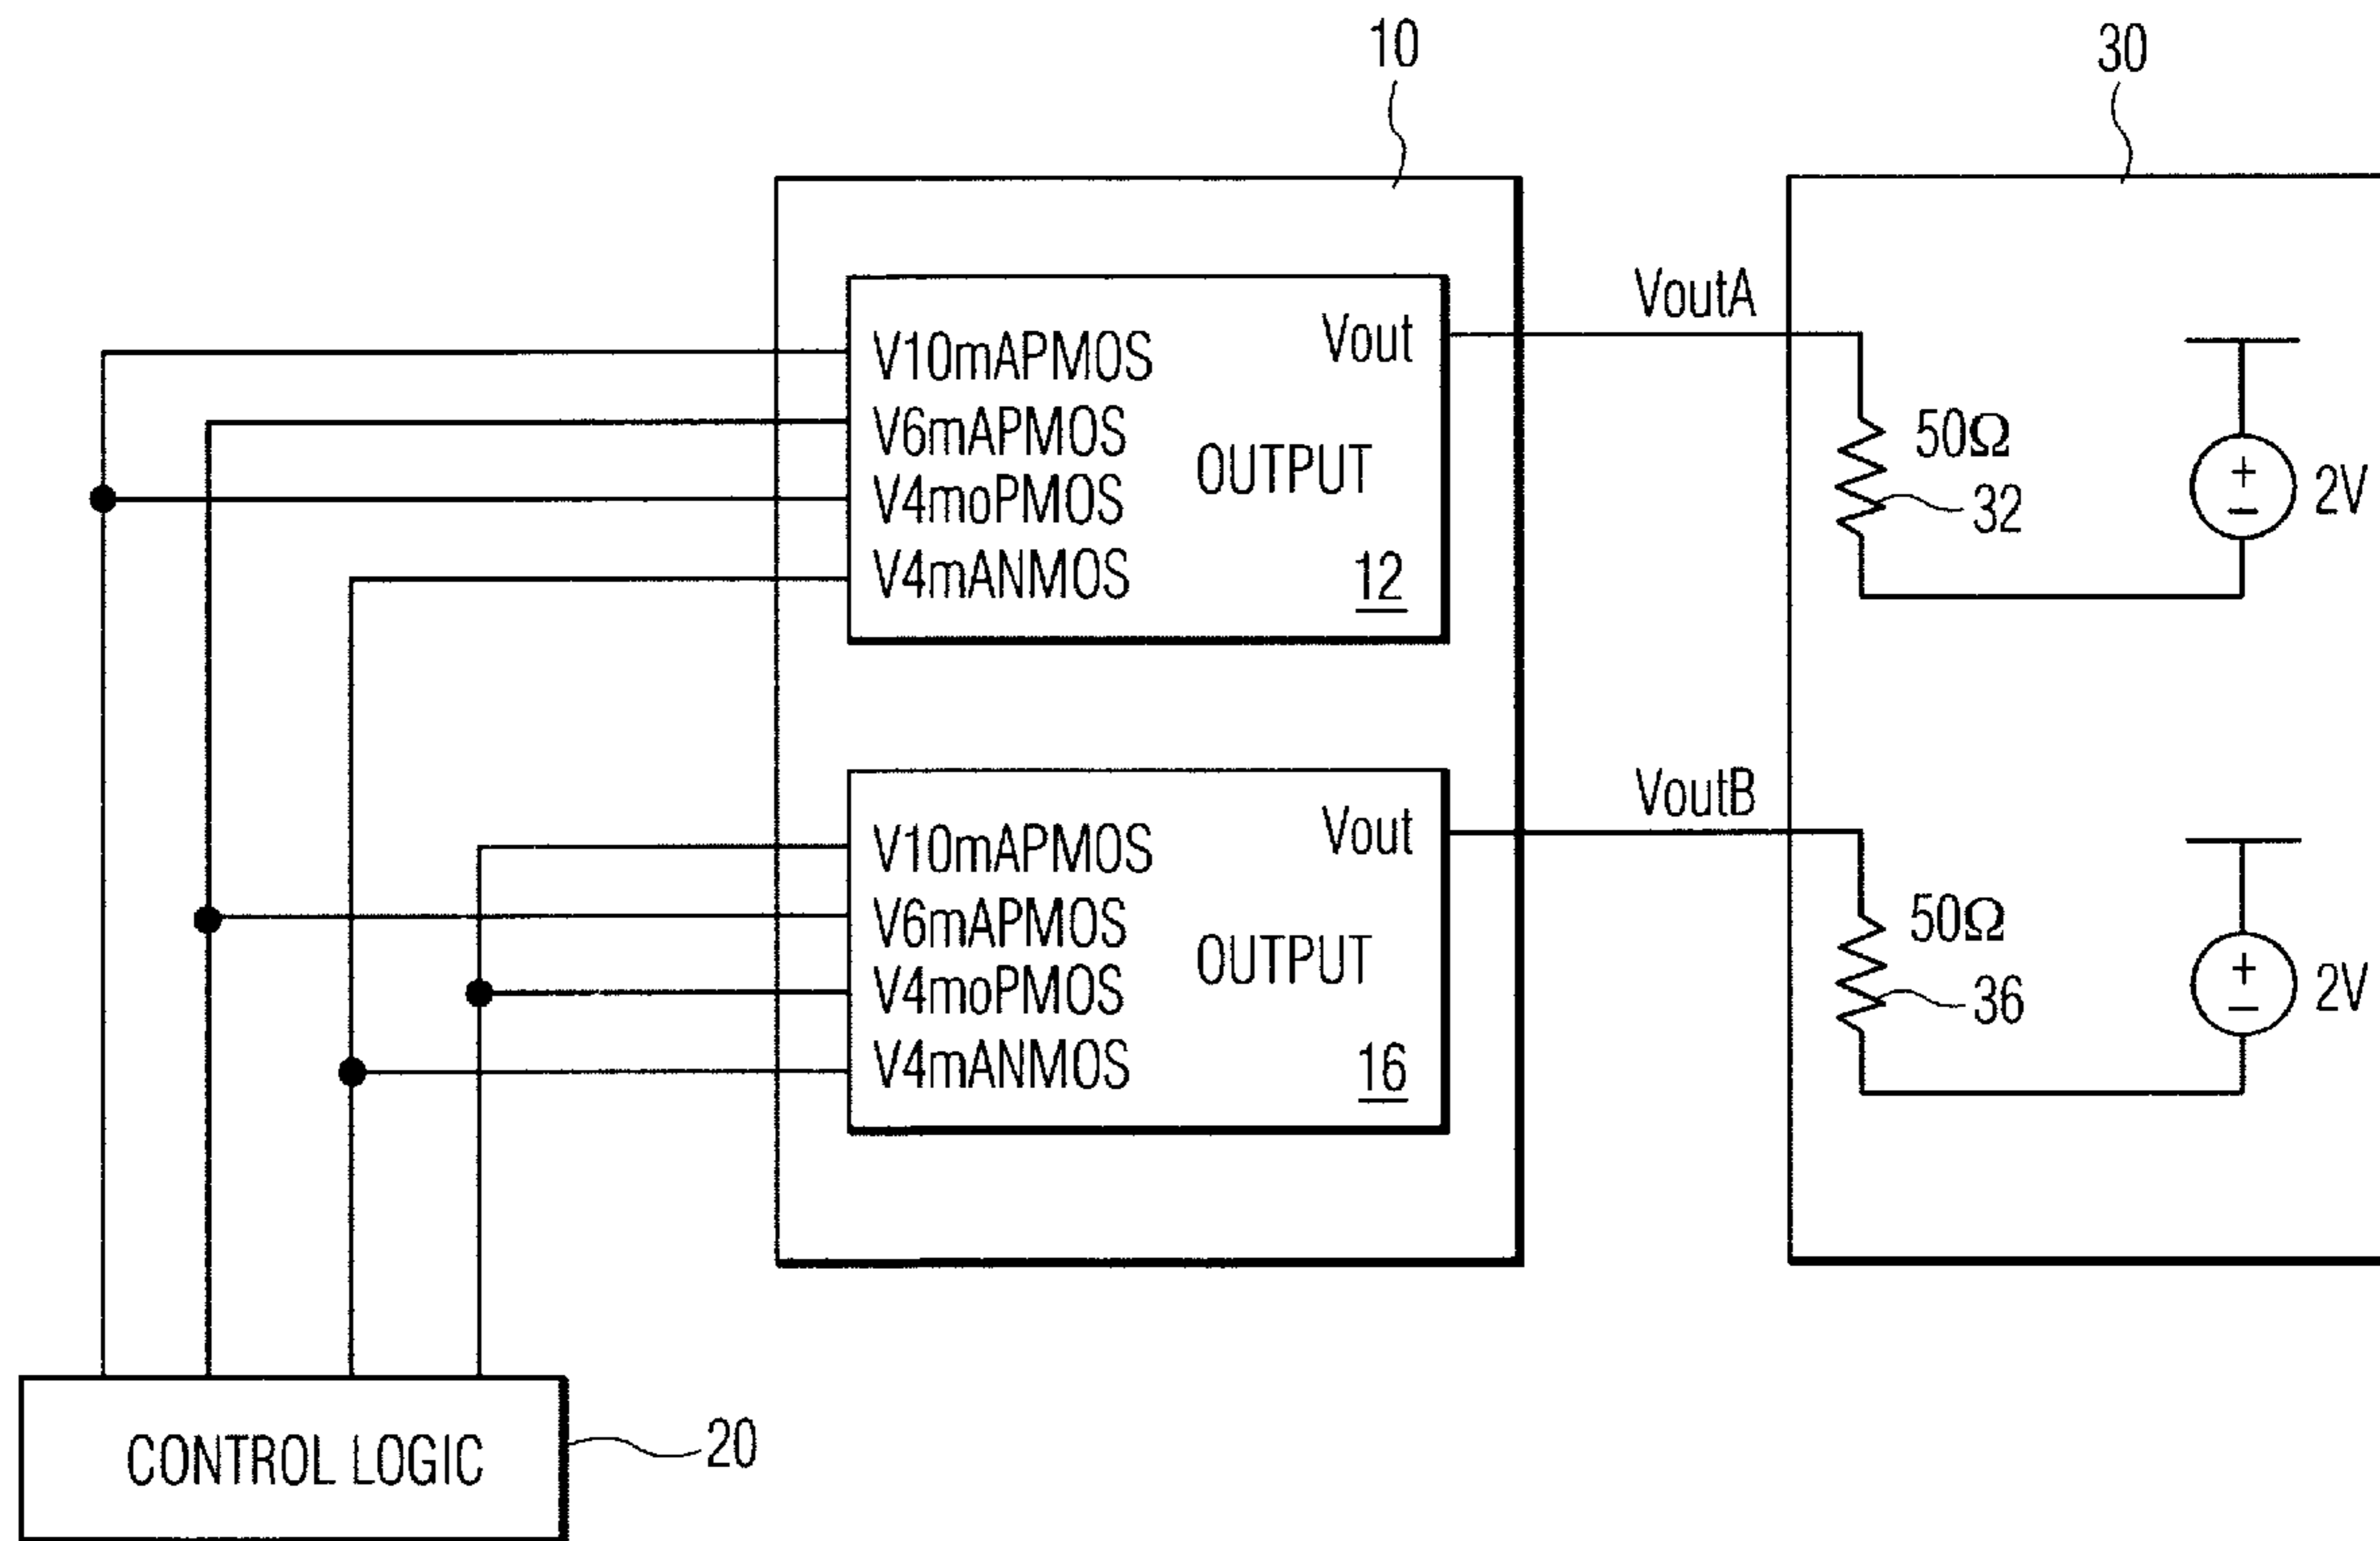 10
30
V10mAPMOS
Vout
VoutA
V6mAPMOS
OUTPUT
50Ω
V4moPMOS
32
+
−
2V
V4mANMOS
12
V10mAPMOS
Vout
VoutB
V6mAPMOS
OUTPUT
50Ω
V4moPMOS
36
+
−
2V
V4mANMOS
16
CONTROL LOGIC
20